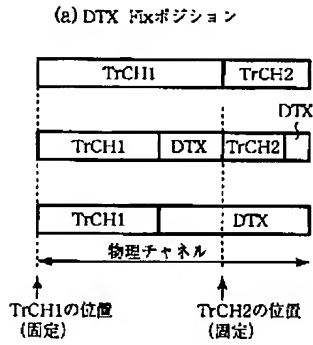 (a) DTX Fixポジション
TrCH1 TrCH2
DTX
TrCH1 DTX TrCH2
TrCH1 DTX
物理チャネル
TrCH1の位置 TrCH2の位置
(固定) (固定)